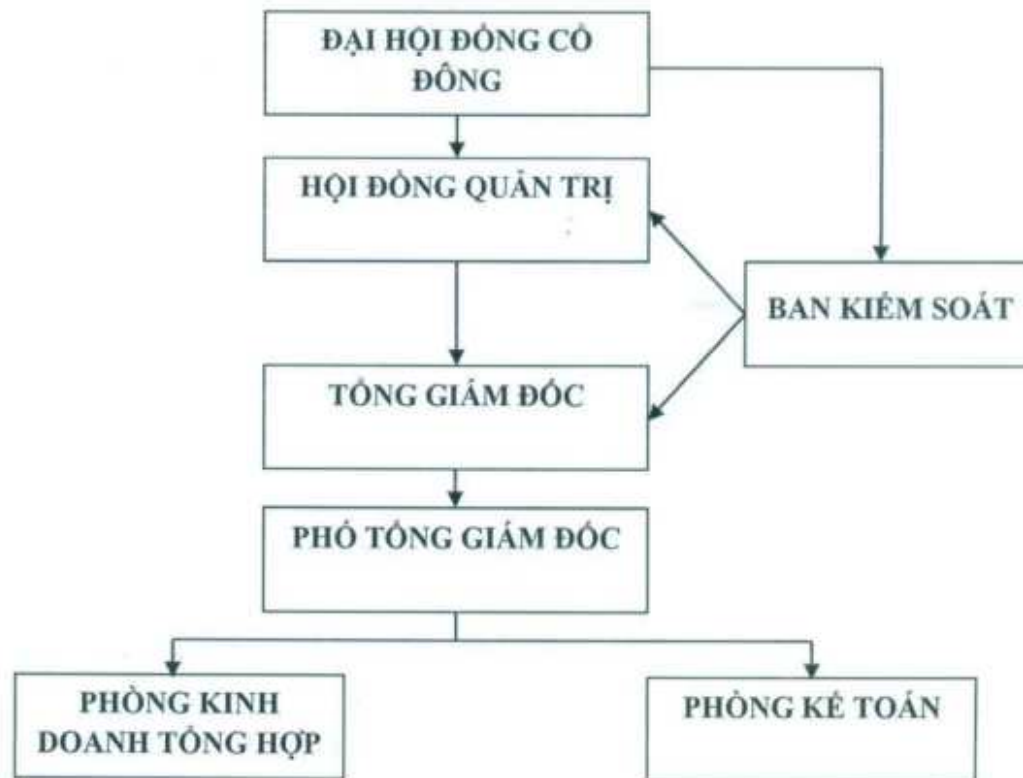 ĐẠI HỘI ĐỒNG CỔ
ĐÔNG
HỘI ĐỒNG QUẢN TRỊ
BAN KIỂM SOÁT
TỔNG GIÁM ĐỐC
PHÓ TỔNG GIÁM ĐỐC
PHÒNG KINH
DOANH TỔNG HỢP
PHÒNG KẾ TOÁN